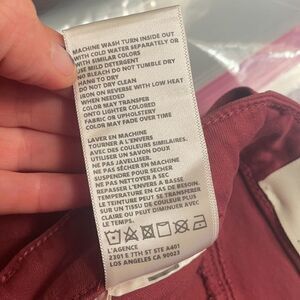 MACHINE WASH TURN INSIDE OUT
WITH COLD WATER SEPARATELY OR
WITH SIMILAR COLORS
USE MILD DETERGENT
NO BLEACH DO NOT TUMBLE DRY
HANG TO DRY
DO NOT DRY CLEAN
IRON ON REVERSE WITH LOW HEAT
WHEN NEEDED
COLOR MAY TRANSFER
ONTO LIGHTER COLORED
FABRIC OR UPHOLSTERY
COLOR MAY FADE OVER TIME
LAVER EN MACHINE
TOURNER A L'ENVERS
AVEC DES COULEURS SIMILAIRES.
UTILISER UN SAVON DOUX
NE PAS JAVELLISER.
NE PAS SÉCHER EN MACHINE
SUSPENDRE POUR SECHER
NE PAS NETTOYER A SEC.
REPASSER L'ENVERS A BASSE
TEMPERATURE EN CAS DE BESOIN.
LA COULEUR PEUT SE TRANSFERER
SUR UN TISSU DE COULEUR PLUS
CLAIRE OU PEUT DIMINUER AVEC
LE TEMPS.
L'AGENCE
2301 E 7TH ST STE A401
LOS ANGELES CA 90023